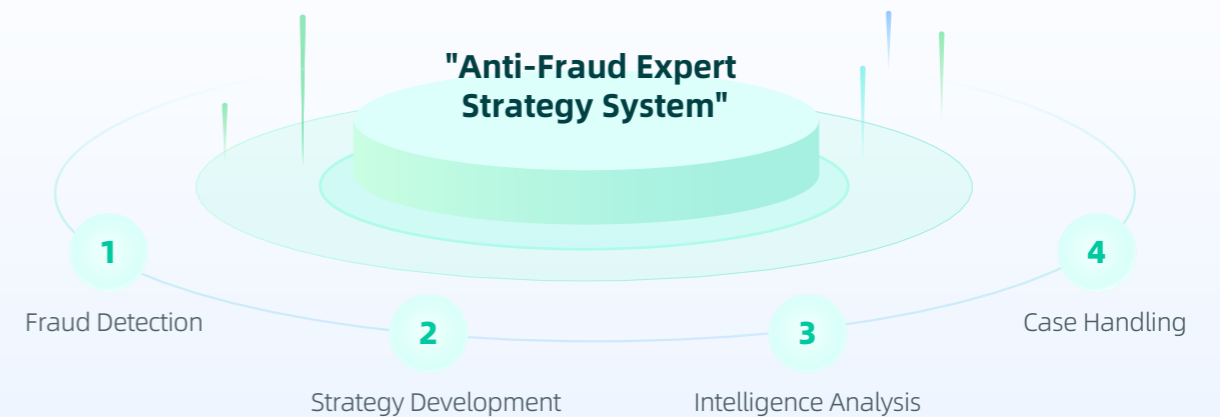 "Anti-Fraud Expert
Strategy System"
1
Fraud Detection
2
Strategy Development
3
Intelligence Analysis
4
Case Handling